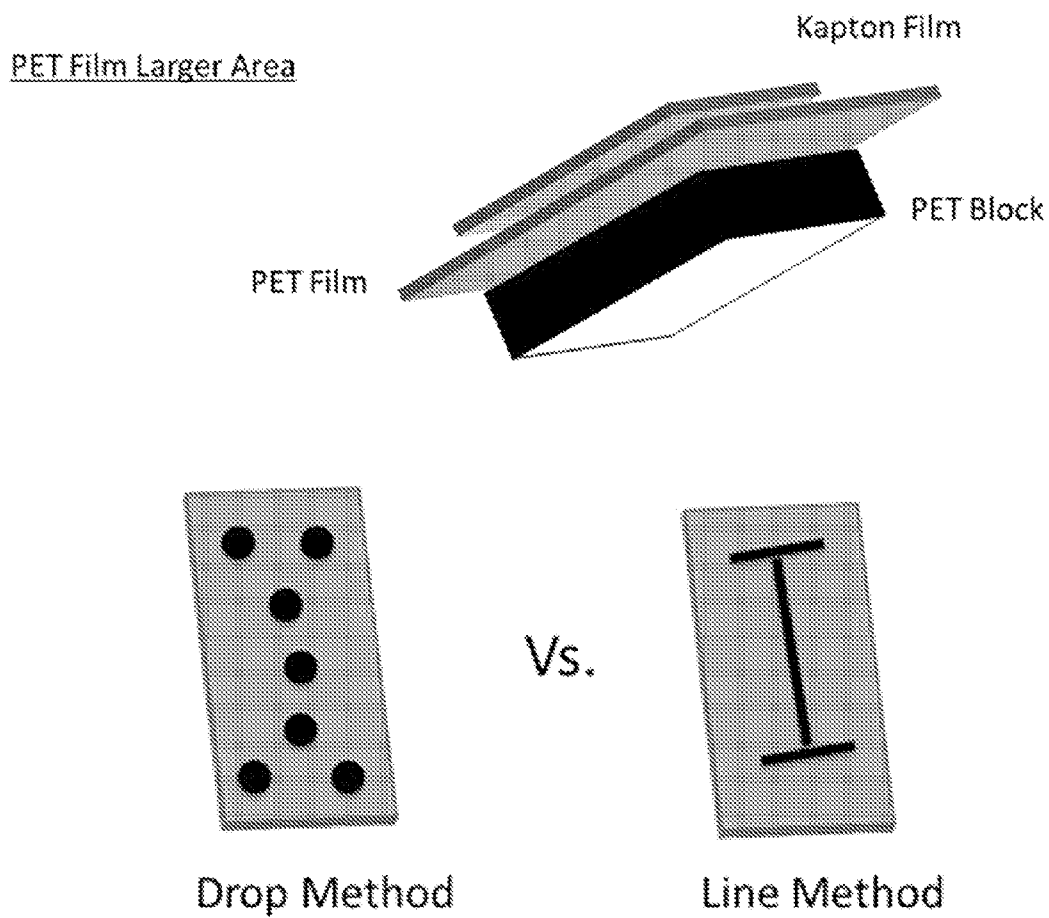 Kapton Film
PET Film Larger Area
PET Block
PET Film
Vs.
Drop Method
Line Method